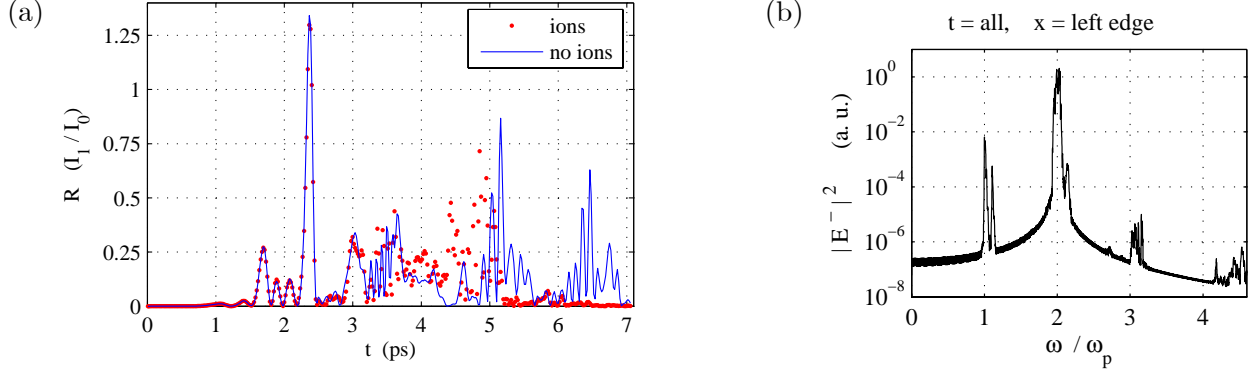 (a)
R (I₁ / I₀)
1.25
1
0.75
0.5
0.25
0
ions
no ions
0 1 2 3 4 5 6 7
t (ps)
(b)
t = all, x = left edge
| E⁻ | ² (a. u.)
10⁰
10⁻²
10⁻⁴
10⁻⁶
10⁻⁸
0 1 2 3 4
ω / ωₚ